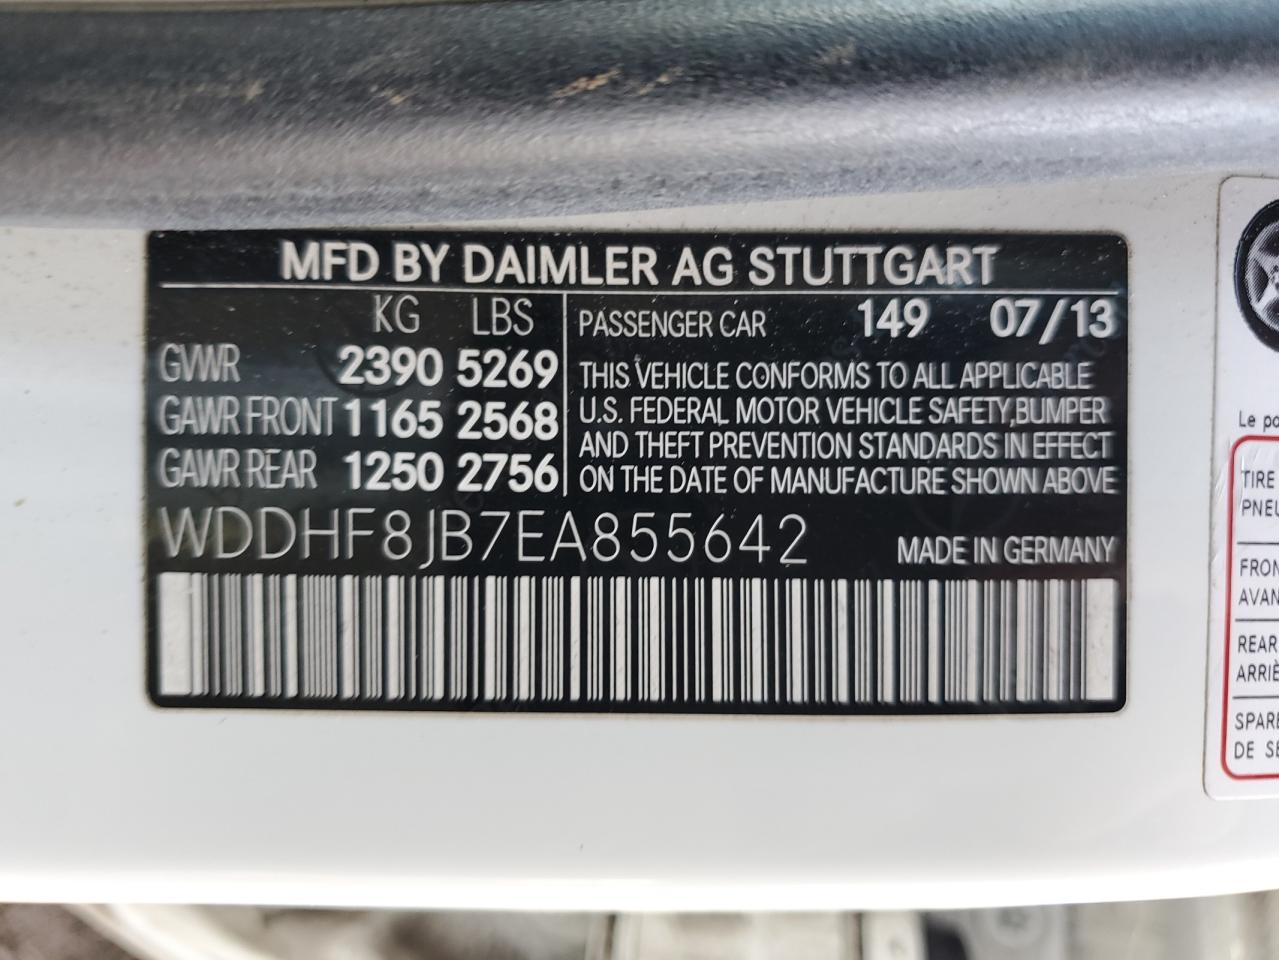 MFD BY DAIMLER AG STUTTGART
KG LBS
GVWR 2390 5269
GAWR FRONT 1165 2568
GAWR REAR 1250 2756
PASSENGER CAR 149 07/13
THIS VEHICLE CONFORMS TO ALL APPLICABLE
U.S. FEDERAL MOTOR VEHICLE SAFETY,BUMPER
AND THEFT PREVENTION STANDARDS IN EFFECT
ON THE DATE OF MANUFACTURE SHOWN ABOVE
WDDHF8JB7EA855642 MADE IN GERMANY
Le
TIRE
FRON
AVAN
REAR
ARRIÈ
SPARE
DE